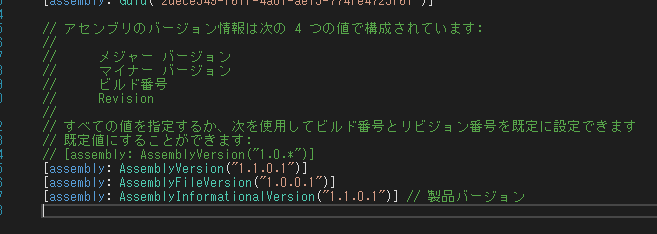 // アセンブリのバージョン情報は次の 4 つの値で構成されています:
//
//      メジャー バージョン
//      マイナー バージョン
//      ビルド番号
//      Revision
//
// すべての値を指定するか、次を使用してビルド番号とリビジョン番号を既定に設定できます
// 既定値にすることができます:
// [assembly: AssemblyVersion("1.0.*")]
[assembly: AssemblyVersion("1.1.0.1")]
[assembly: AssemblyFileVersion("1.0.0.1")]
[assembly: AssemblyInformationalVersion("1.1.0.1")] // 製品バージョン